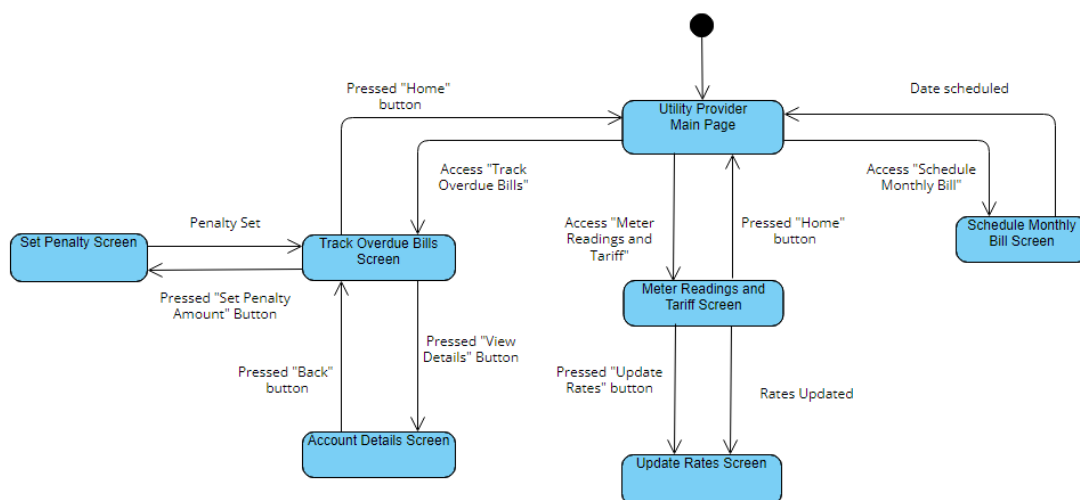 Pressed "Home"
button
Utility Provider
Main Page
Date scheduled
Access "Track
Overdue Bills"
Access "Schedule
Monthly Bill"
Penalty Set
Access "Meter
Readings and
Tariff"
Pressed "Home"
button
Set Penalty Screen
Track Overdue Bills
Screen
Schedule Monthly
Bill Screen
Pressed "Set Penalty
Amount" Button
Meter Readings and
Tariff Screen
Pressed "View
Details" Button
Pressed "Back"
button
Pressed "Update
Rates" button
Rates Updated
Account Details Screen
Update Rates Screen